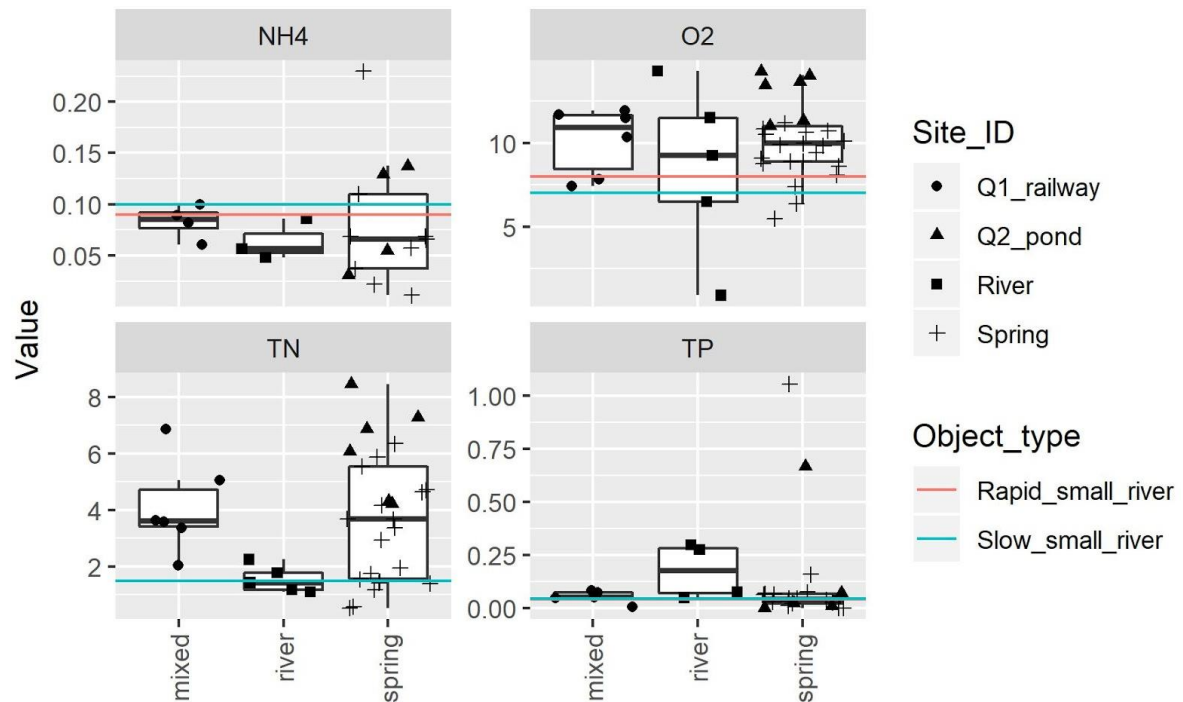 NH4
O2
0.20
0.15
0.10
0.05
10
5
Value
TN
TP
8
6
4
2
1.00
0.75
0.50
0.25
0.00
mixed
river
spring
mixed
river
spring
Site_ID
Q1_railway
Q2_pond
River
Spring
Object_type
Rapid_small_river
Slow_small_river